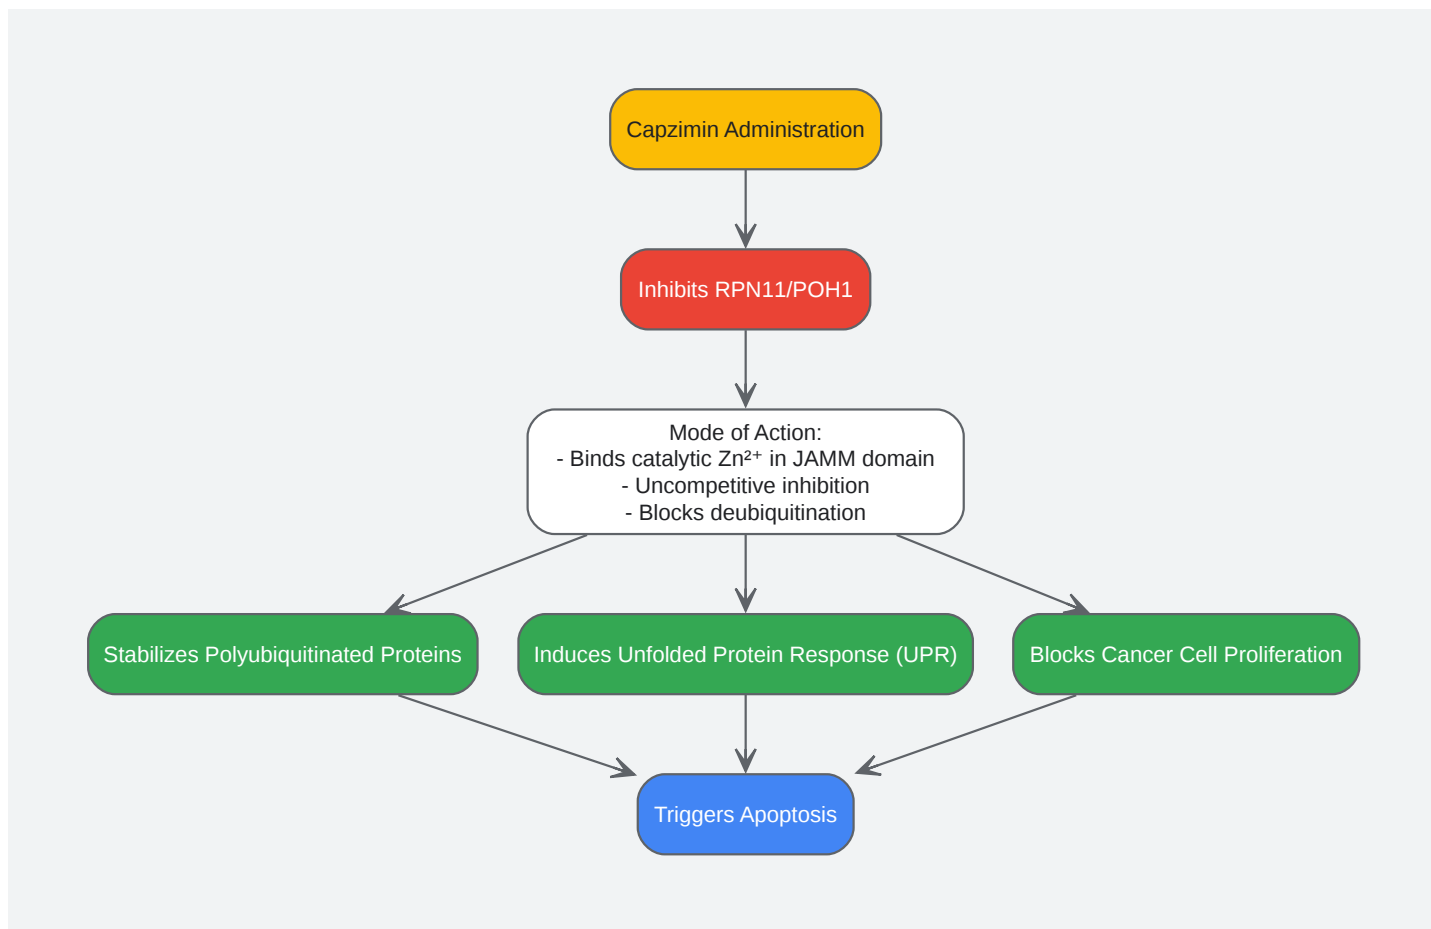 Capzimin Administration
Inhibits RPN11/POH1
Mode of Action:
- Binds catalytic Zn²⁺ in JAMM domain
- Uncompetitive inhibition
- Blocks deubiquitination
Stabilizes Polyubiquitinated Proteins
Induces Unfolded Protein Response (UPR)
Blocks Cancer Cell Proliferation
Triggers Apoptosis